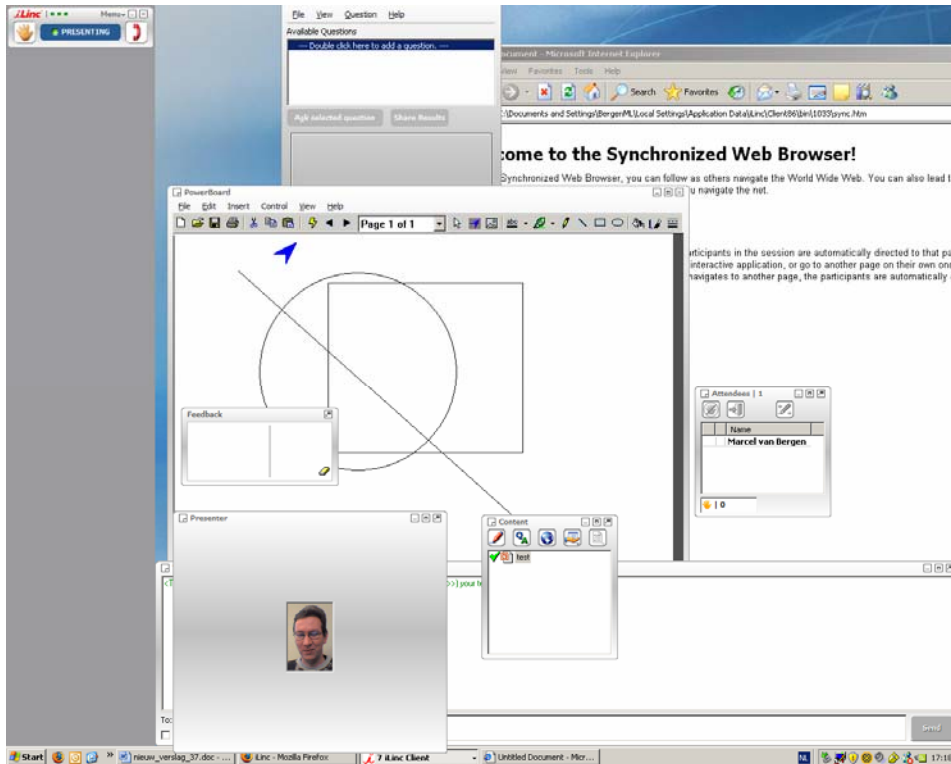 iLinc
Menu
PRESENTING
File View Question Help
Available Questions
--- Double click here to add a question. ---
Ask selected question Share Results
ocument - Microsoft Internet Explorer
View Favorites Tools Help
Search Favorites
:\Documents and Settings\BergenML\Local Settings\Application Data\iLinc\Client86\bin\1033\sync.htm
come to the Synchronized Web Browser!
Synchronized Web Browser, you can follow as others navigate the World Wide Web. You can also lead t
u navigate the net.
rticipants in the session are automatically directed to that pa
interactive application, or go to another page on their own onc
navigates to another page, the participants are automatically
PowerBoard
File Edit Insert Control View Help
Page 1 of 1
abc
Feedback
Attendees | 1
Name
Marcel van Bergen
| 0
Presenter
Content
test
<T
>>] your te
To:
Send
Start
nieuw_verslag_37.doc - ...
iLinc - Mozilla Firefox
7 iLinc Client
Untitled Document - Micr...
NL
17:18